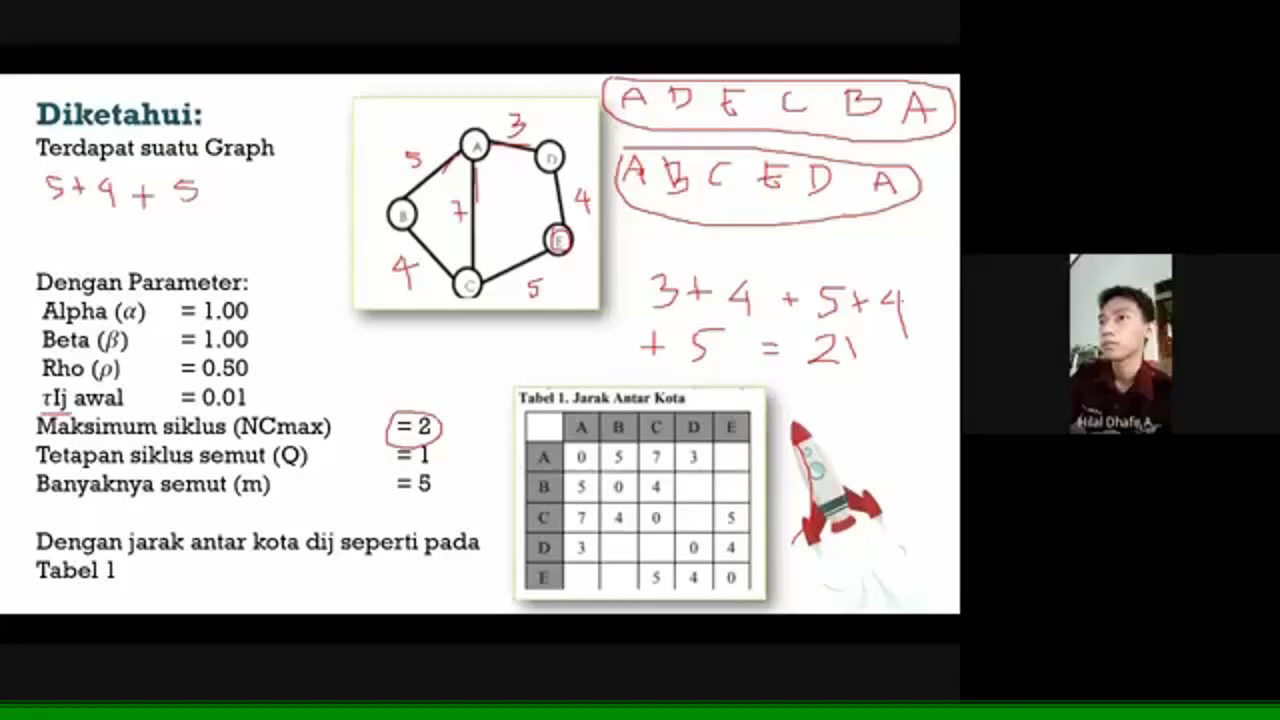 Diketahui:
Terdapat suatu Graph
5+4+5
Dengan Parameter:
Alpha (α) = 1.00
Beta (β) = 1.00
Rho (ρ) = 0.50
τIj awal = 0.01
Maksimum siklus (NCmax) = 2
Tetapan siklus semut (Q) = 1
Banyaknya semut (m) = 5
Dengan jarak antar kota dij seperti pada
Tabel 1
3
A
5
D
7
4
B
4
C
5
E
A D E C B A
A B C E D A
3+4+5+4
+5 = 21
Tabel 1. Jarak Antar Kota
A B C D E
A 0 5 7 3
B 5 0 4
C 7 4 0 5
D 3 0 4
E 5 4 0
Hilal Dhafir A